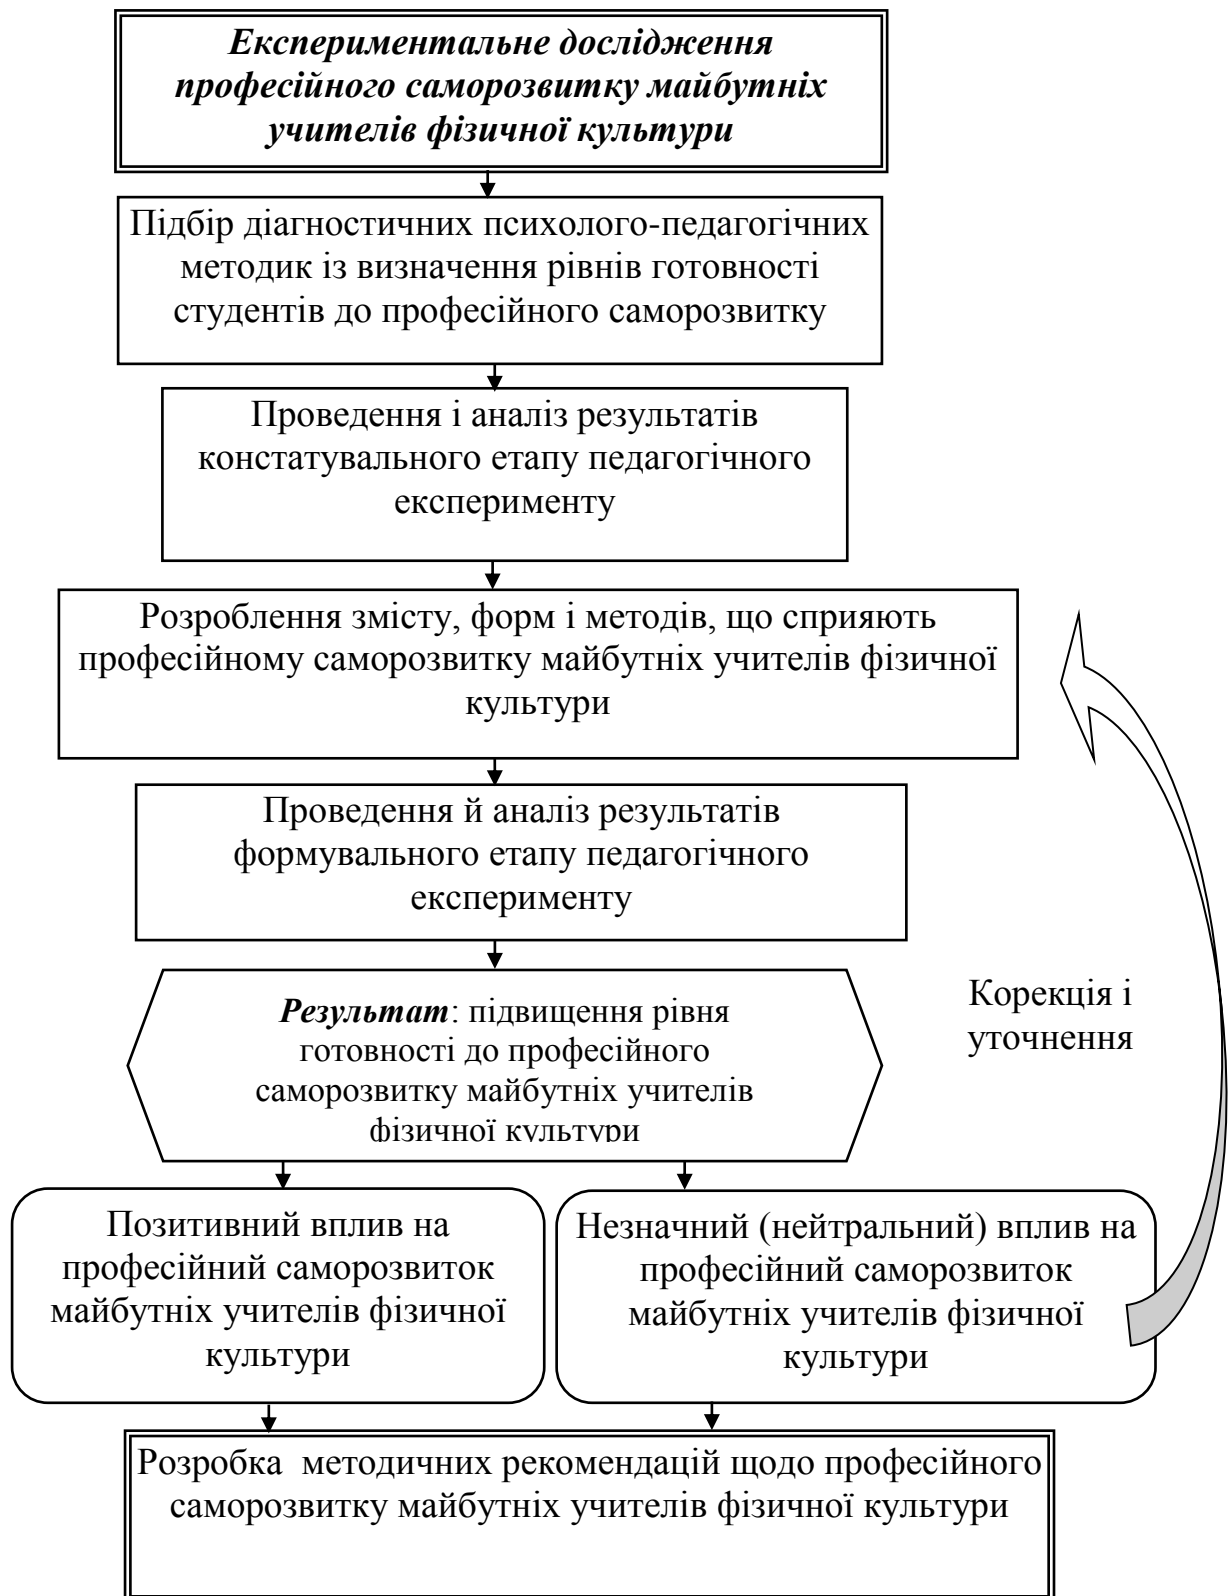 Експериментальне дослідження
професійного саморозвитку майбутніх
учителів фізичної культури
Підбір діагностичних психолого-педагогічних
методик із визначення рівнів готовності
студентів до професійного саморозвитку
Проведення і аналіз результатів
констатувального етапу педагогічного
експерименту
Розроблення змісту, форм і методів, що сприяють
професійному саморозвитку майбутніх учителів фізичної
культури
Проведення й аналіз результатів
формувального етапу педагогічного
експерименту
Результат: підвищення рівня
готовності до професійного
саморозвитку майбутніх учителів
фізичної культури
Корекція і
уточнення
Позитивний вплив на
професійний саморозвиток
майбутніх учителів фізичної
культури
Незначний (нейтральний) вплив на
професійний саморозвиток
майбутніх учителів фізичної
культури
Розробка методичних рекомендацій щодо професійного
саморозвитку майбутніх учителів фізичної культури